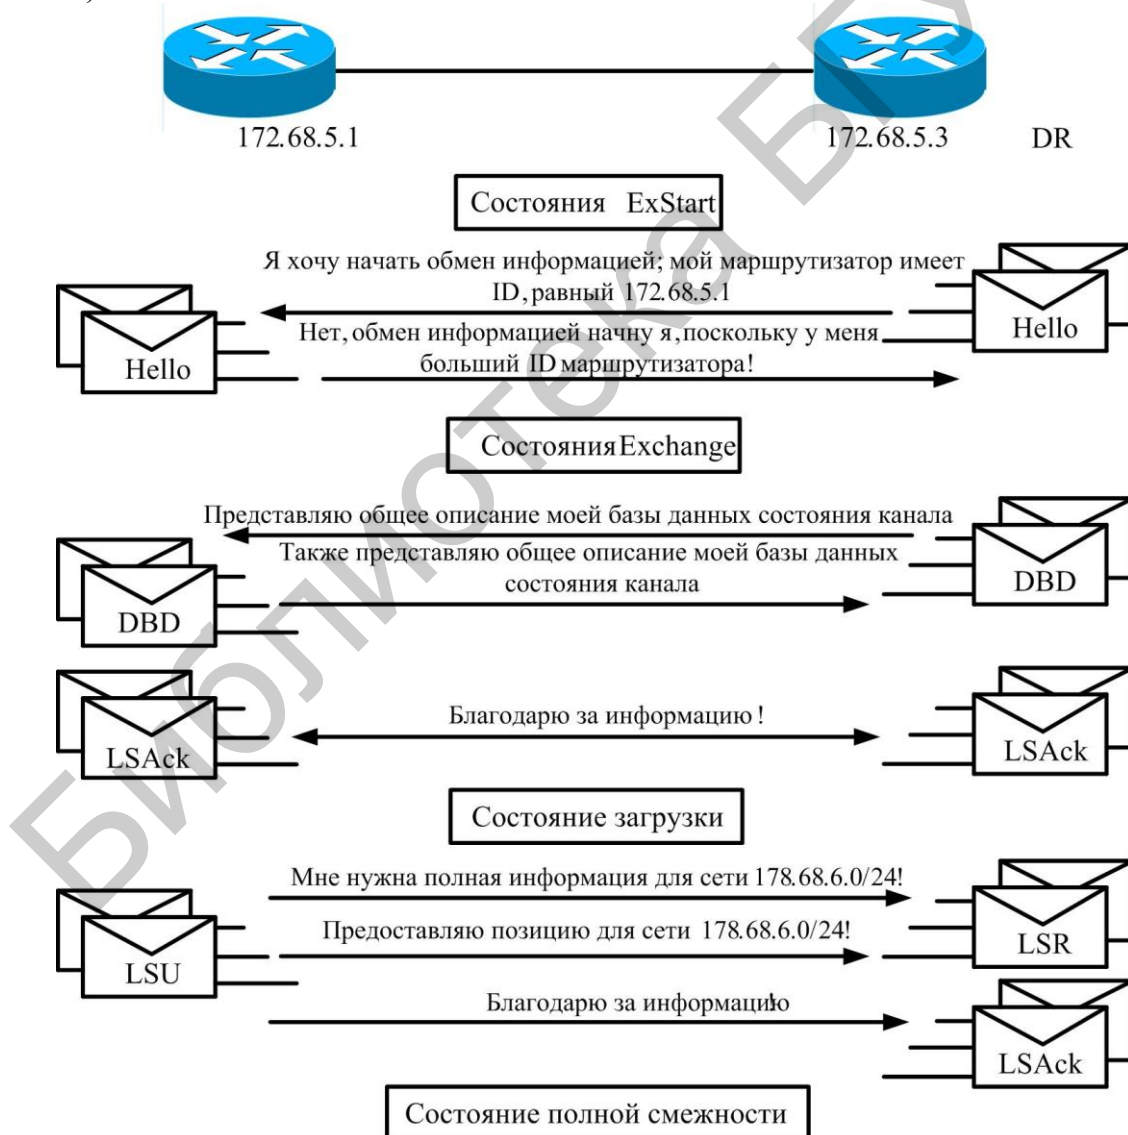 172.68.5.1 172.68.5.3 DR
Состояния ExStart
Я хочу начать обмен информацией; мой маршрутизатор имеет
ID, равный 172.68.5.1
Hello
Нет, обмен информацией начну я, поскольку у меня
больший ID маршрутизатора!
Hello
Состояния Exchange
Представляю общее описание моей базы данных состояния канала
Также представляю общее описание моей базы данных
состояния канала
DBD
DBD
Благодарю за информацию !
LSAck
LSAck
Состояние загрузки
Мне нужна полная информация для сети 178.68.6.0/24!
Предоставляю позицию для сети 178.68.6.0/24!
LSU
LSR
Благодарю за информацию!
LSAck
Состояние полной смежности
Библиотека БГУ